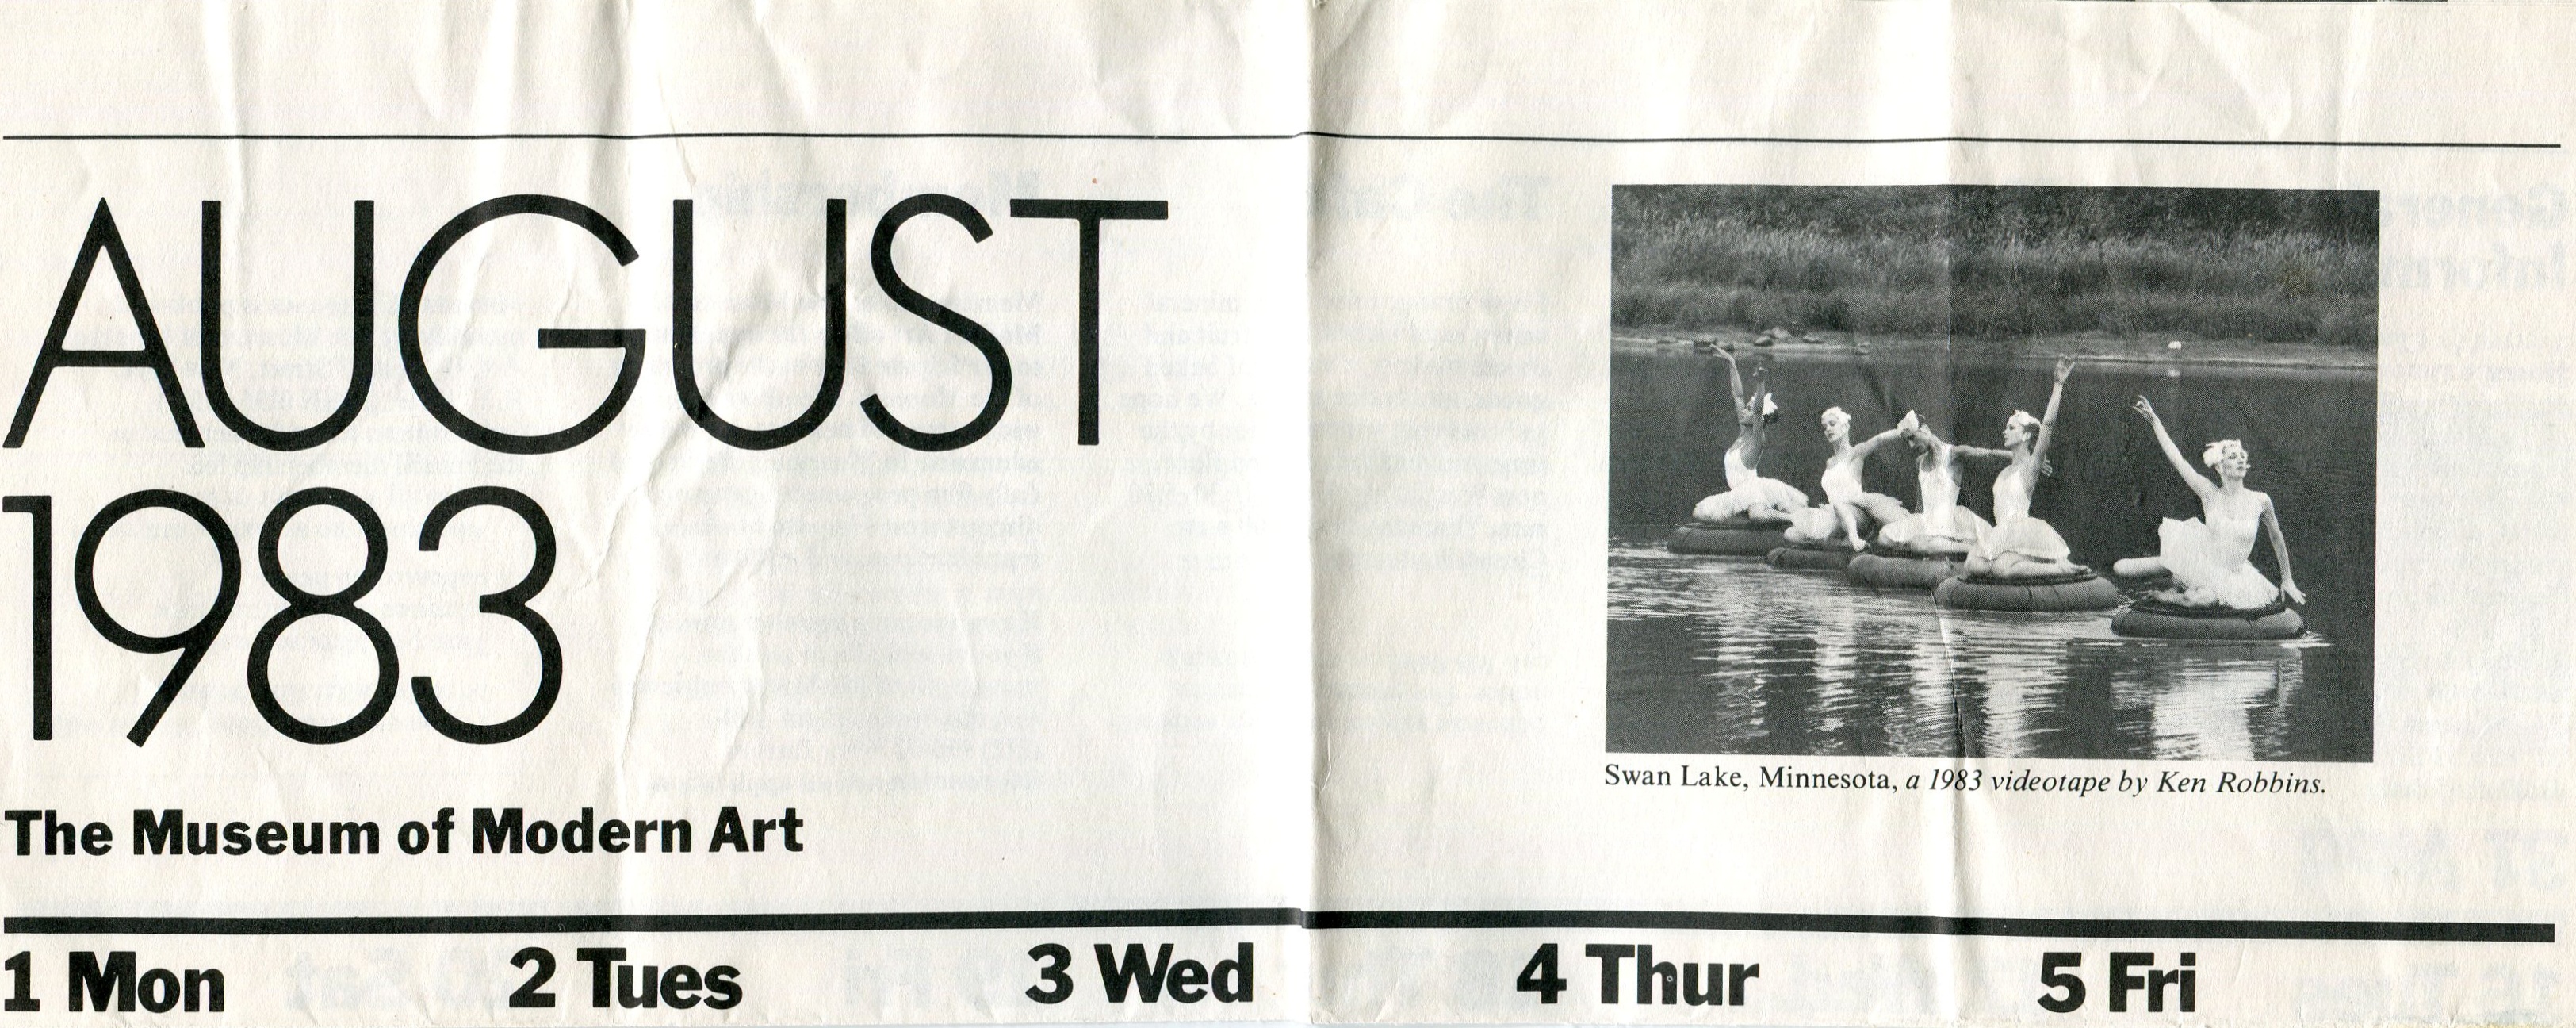 AUGUST
1983
The Museum of Modern Art
Swan Lake, Minnesota, a 1983 videotape by Ken Robbins.
1 Mon
2 Tues
3 Wed
4 Thur
5 Fri